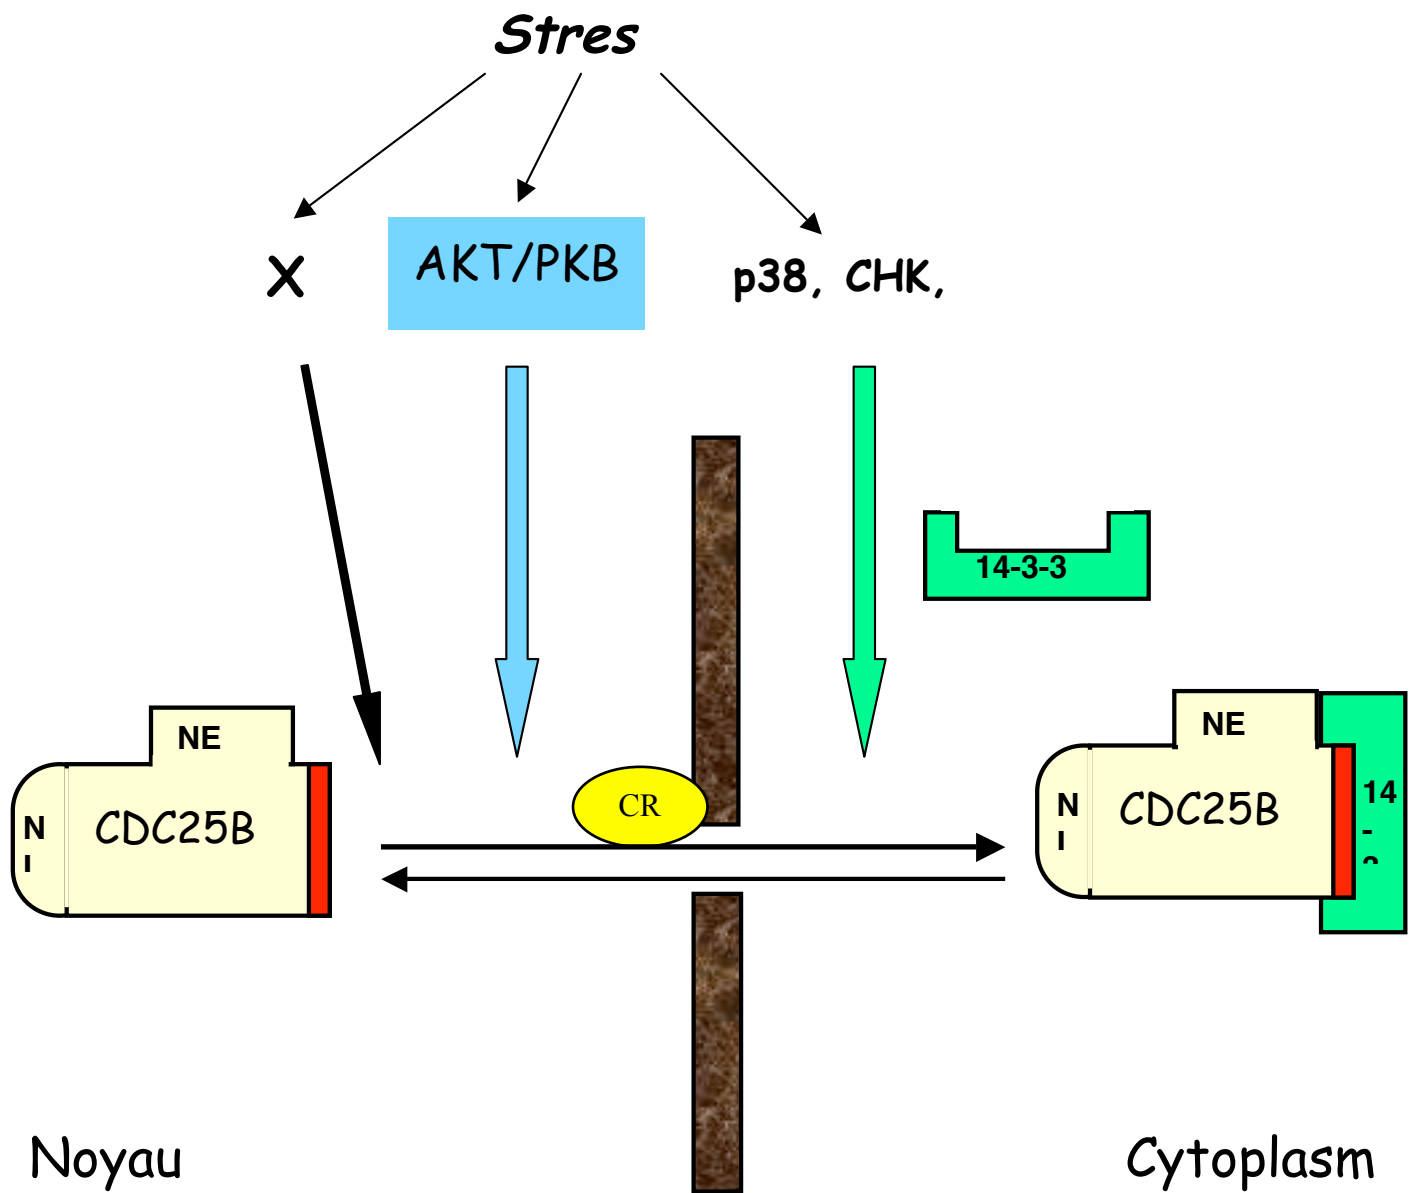 Stres
X
AKT/PKB
p38, CHK,
14-3-3
NE
NE
CR
N
I
CDC25B
N
I
CDC25B
14
-
Noyau
Cytoplasm